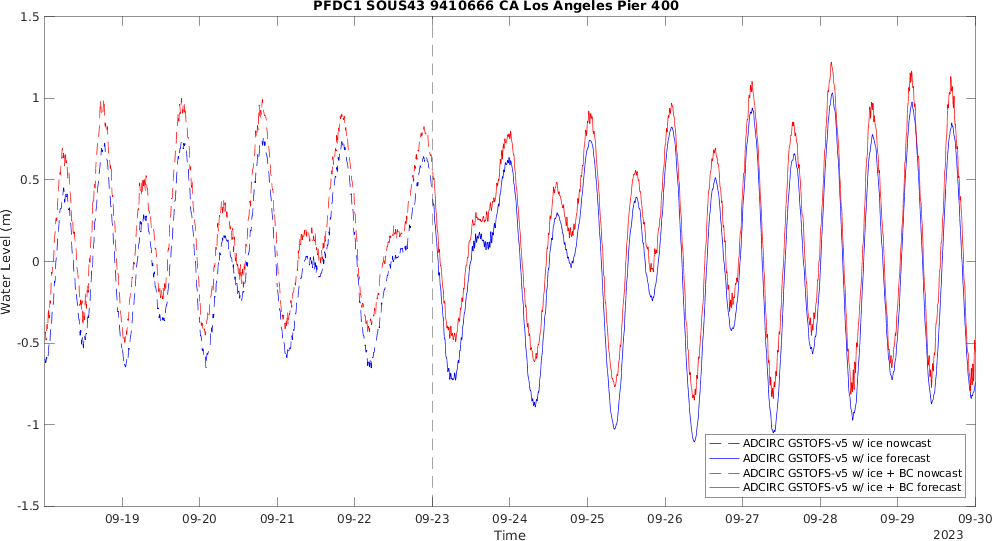 PFDC1 SOUS43 9410666 CA Los Angeles Pier 400
1.5
1
0.5
0
-0.5
-1
-1.5
Water Level (m)
ADCIRC GSTOFS-v5 w/ ice nowcast
ADCIRC GSTOFS-v5 w/ ice forecast
ADCIRC GSTOFS-v5 w/ ice + BC nowcast
ADCIRC GSTOFS-v5 w/ ice + BC forecast
09-19 09-20 09-21 09-22 09-23 09-24 09-25 09-26 09-27 09-28 09-29 09-30
Time
2023